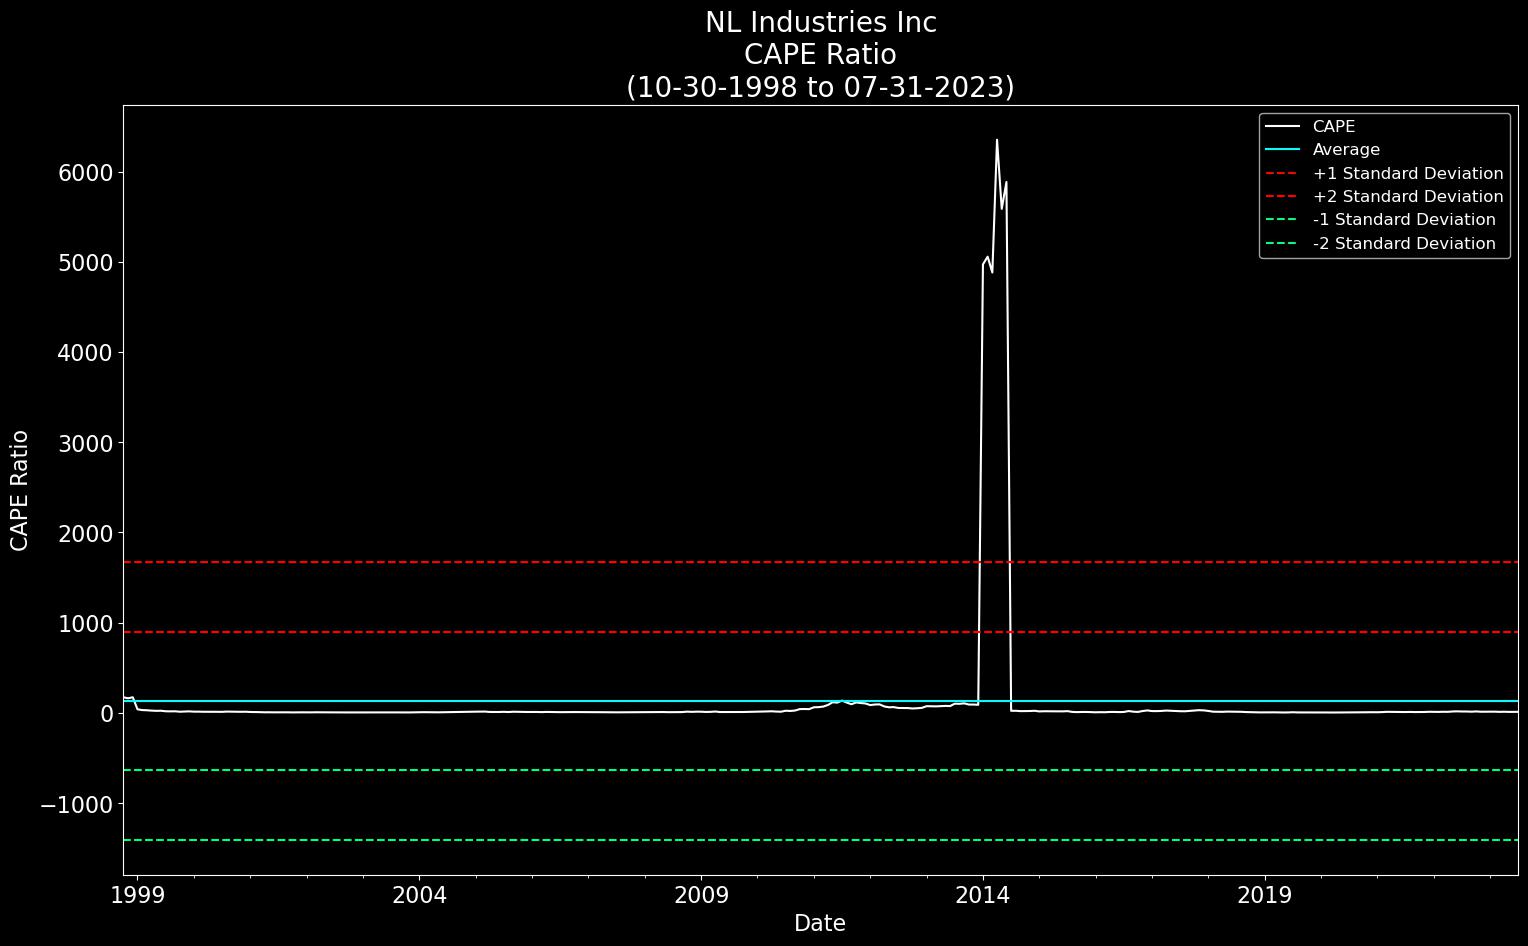 NL Industries Inc
CAPE Ratio
(10-30-1998 to 07-31-2023)
CAPE
Average
+1 Standard Deviation
+2 Standard Deviation
-1 Standard Deviation
-2 Standard Deviation
6000
5000
4000
3000
2000
1000
0
−1000
CAPE Ratio
1999
2004
2009
2014
2019
Date